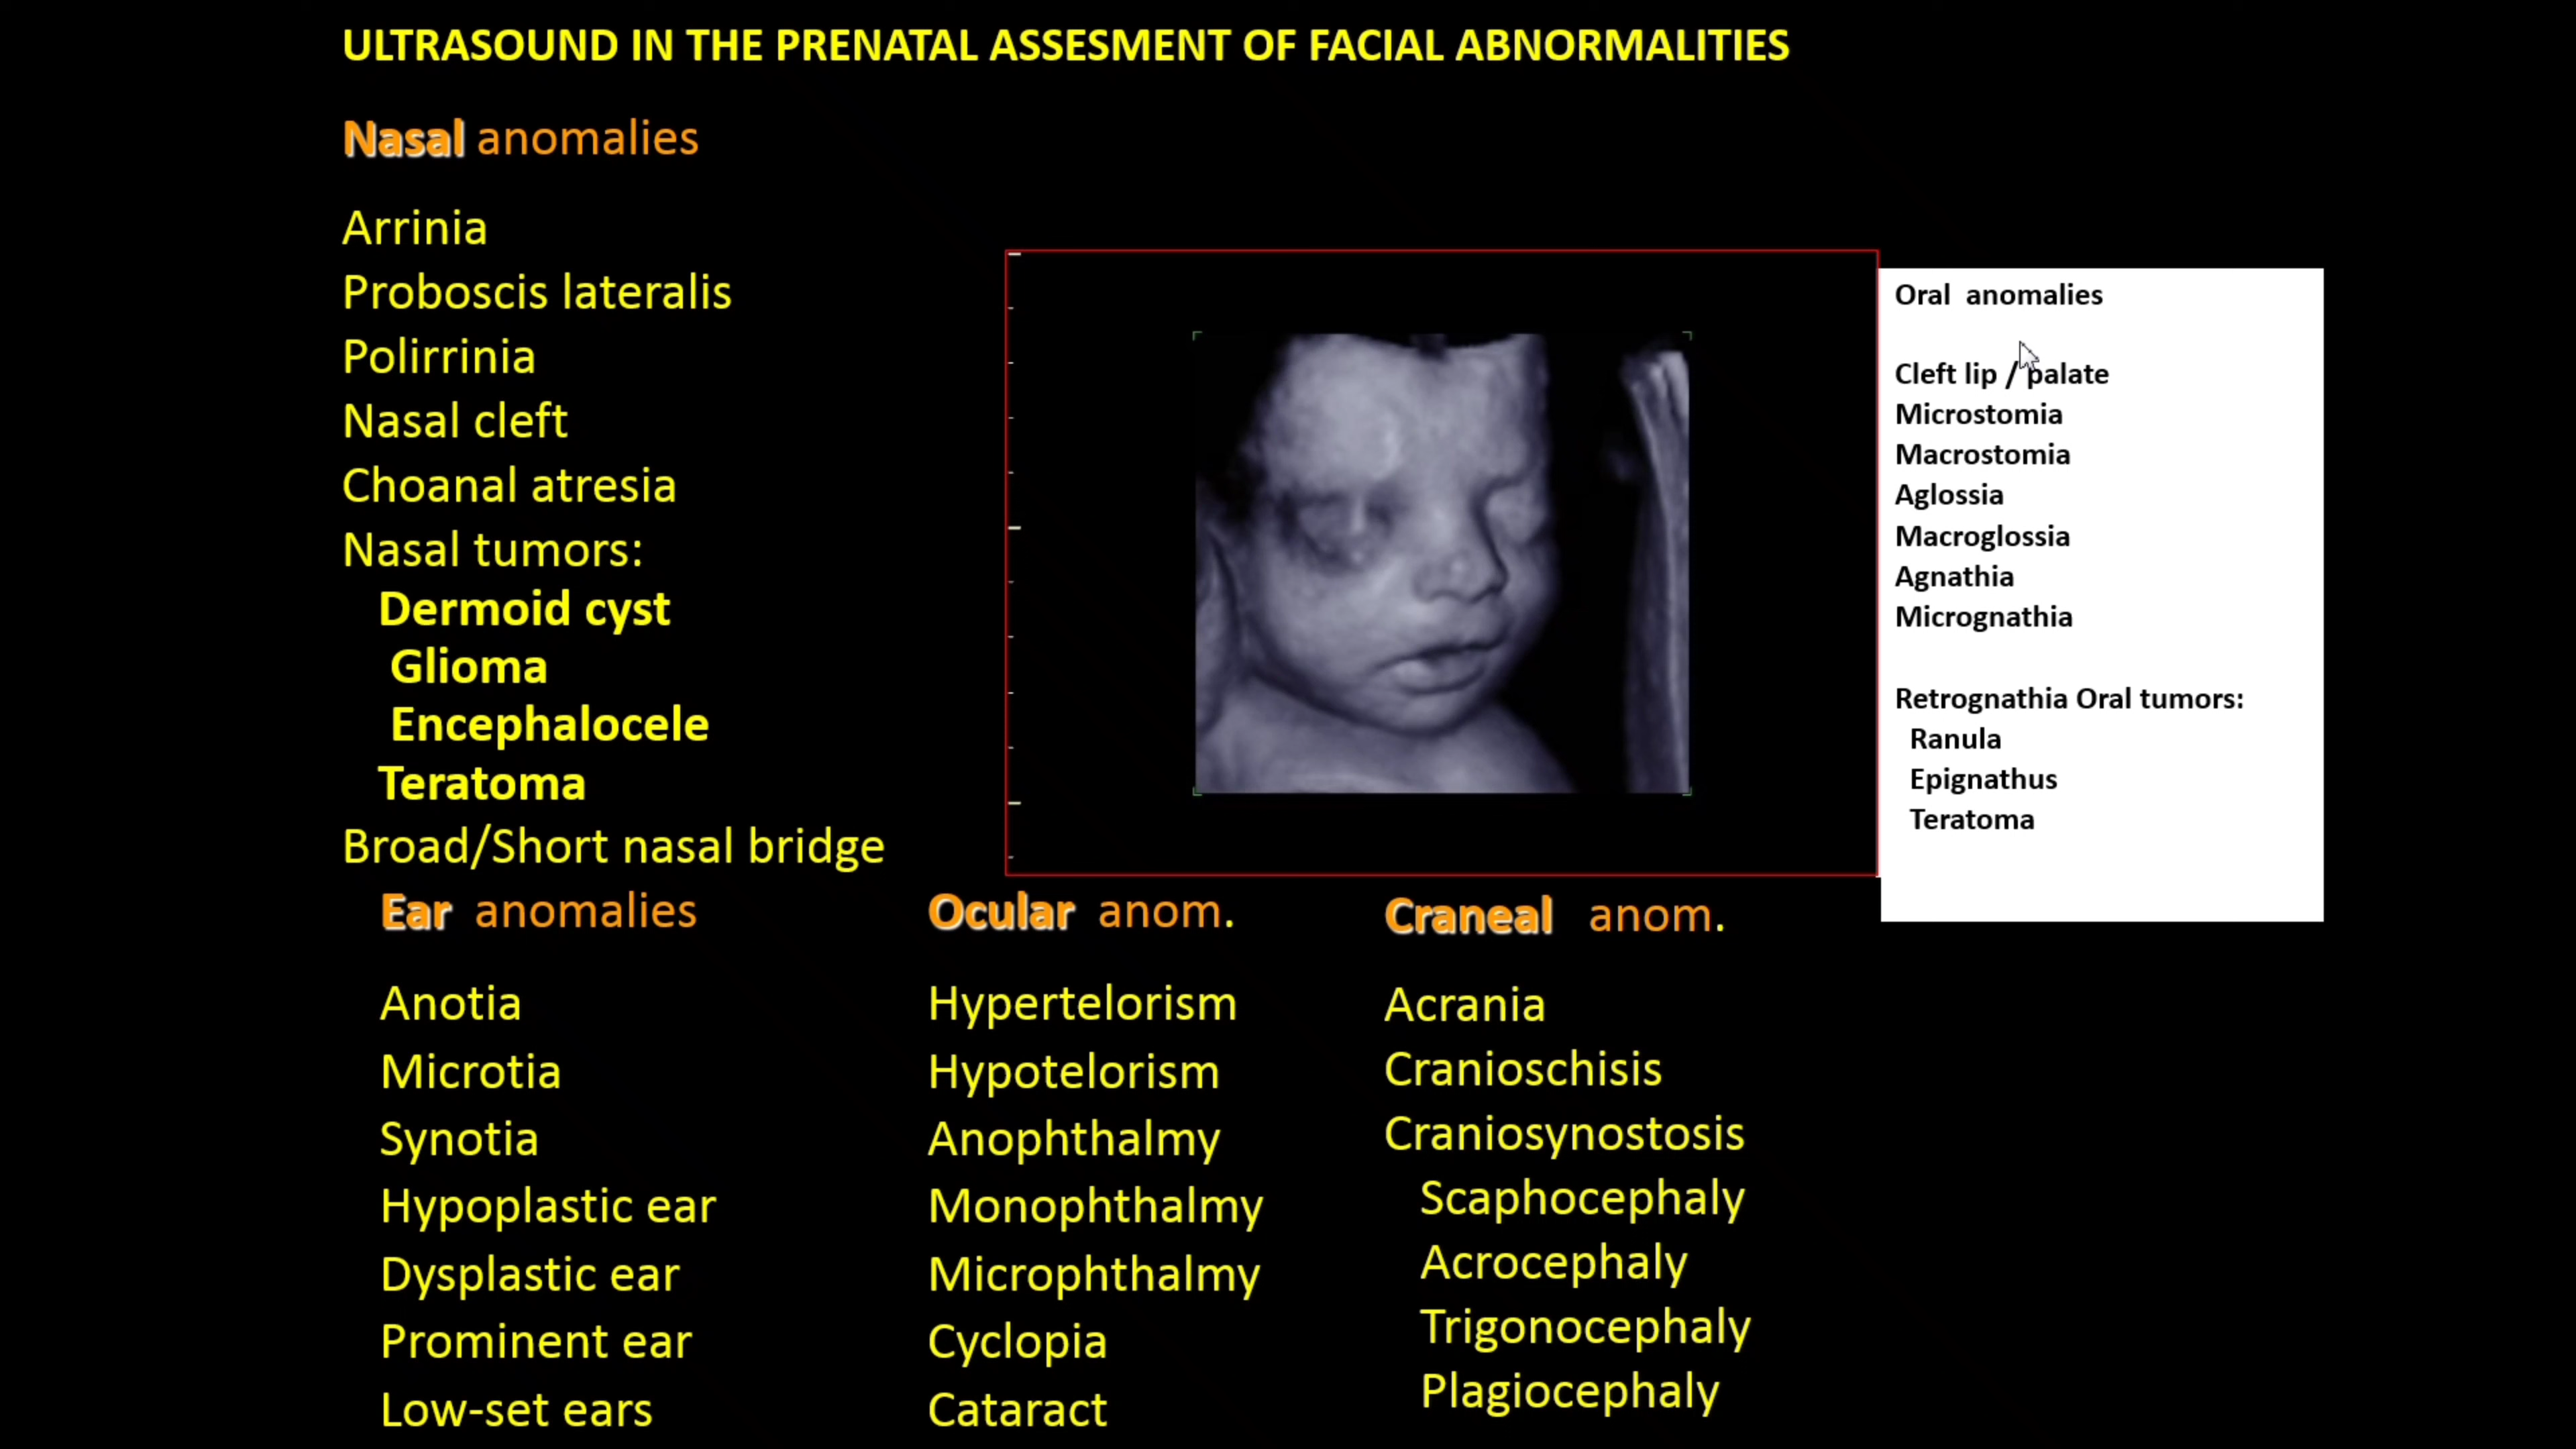 ULTRASOUND IN THE PRENATAL ASSESMENT OF FACIAL ABNORMALITIES
Nasal anomalies
Arrinia
Proboscis lateralis
Polirrinia
Nasal cleft
Choanal atresia
Nasal tumors:
Dermoid cyst
Glioma
Encephalocele
Teratoma
Broad/Short nasal bridge
Oral anomalies
Cleft lip / palate
Microstomia
Macrostomia
Aglossia
Macroglossia
Agnathia
Micrognathia
Retrognathia Oral tumors:
Ranula
Epignathus
Teratoma
Ear anomalies
Anotia
Microtia
Synotia
Hypoplastic ear
Dysplastic ear
Prominent ear
Low-set ears
Ocular anom.
Hypertelorism
Hypotelorism
Anophthalmy
Monophthalmy
Microphthalmy
Cyclopia
Cataract
Craneal anom.
Acrania
Cranioschisis
Craniosynostosis
Scaphocephaly
Acrocephaly
Trigonocephaly
Plagiocephaly